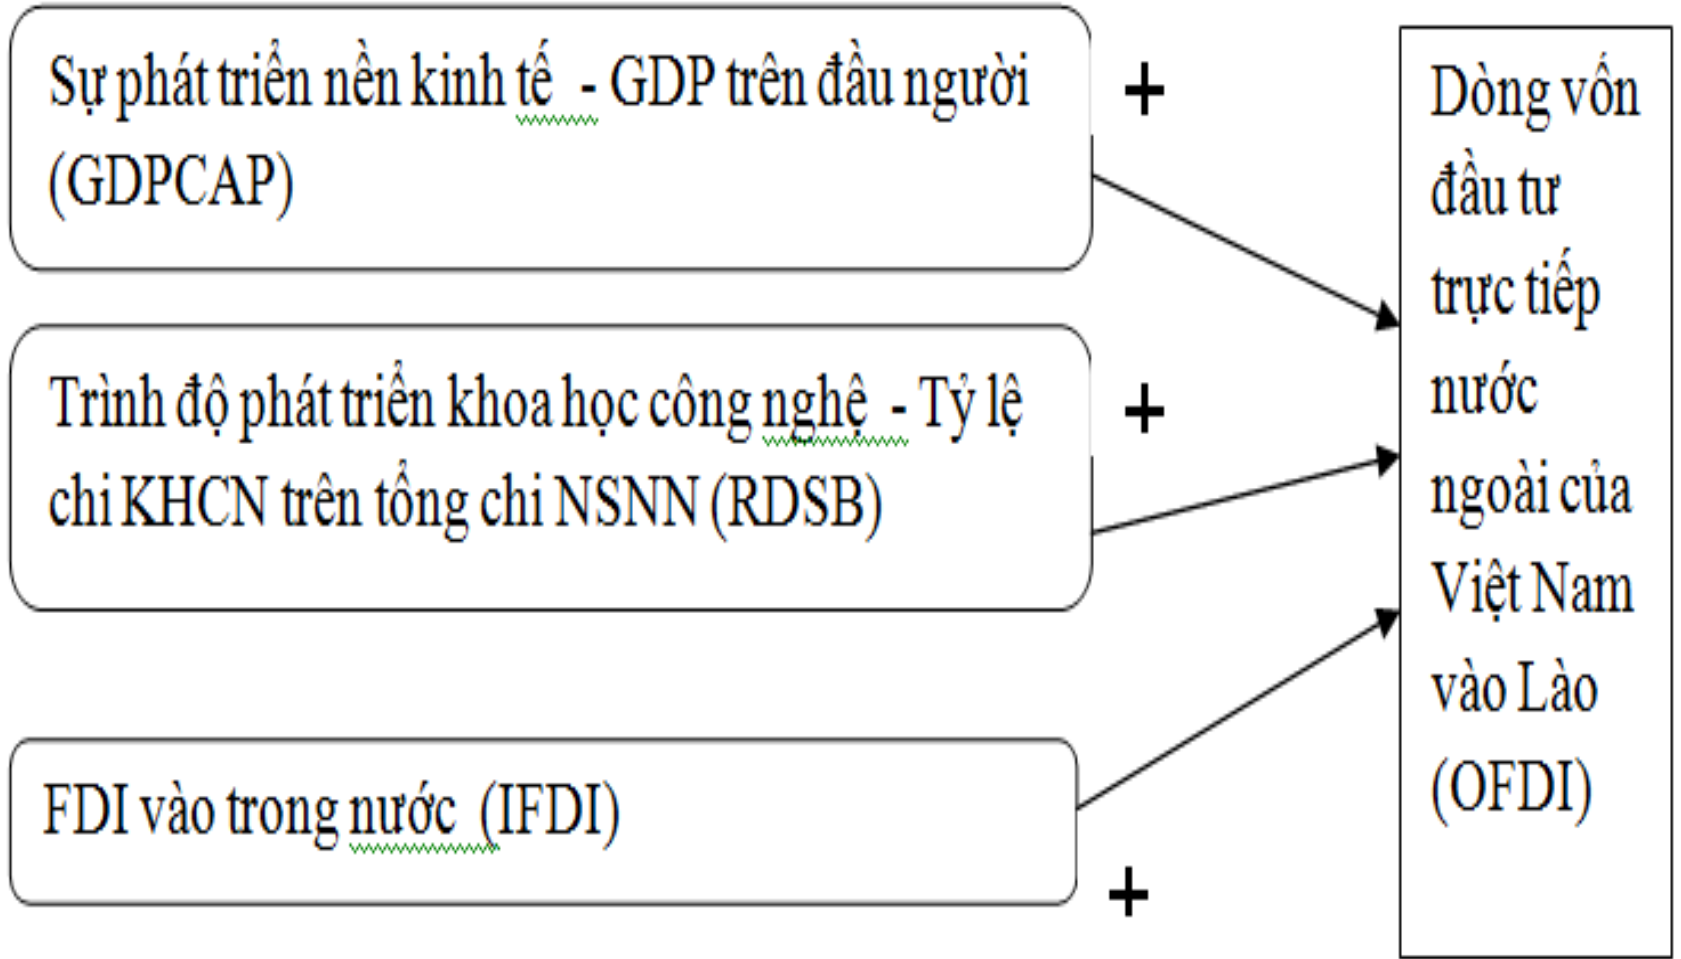 Sự phát triển nền kinh tế - GDP trên đầu người
(GDPCAP)
+
Trình độ phát triển khoa học công nghệ - Tỷ lệ
chi KHCN trên tổng chi NSNN (RDSB)
+
FDI vào trong nước (IFDI)
+
Dòng vốn
đầu tư
trực tiếp
nước
ngoài của
Việt Nam
vào Lào
(OFDI)